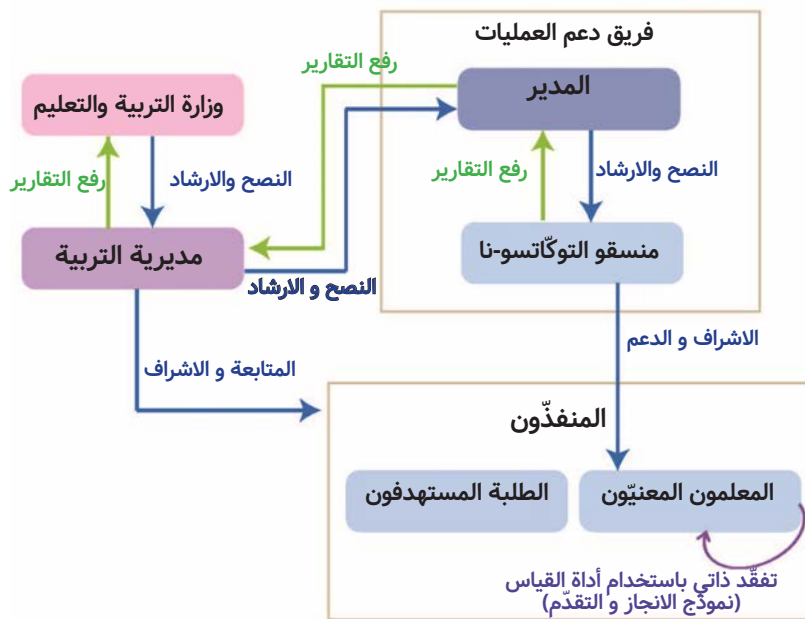 فريق دعم العمليات
رفع التقارير
المدير
وزارة التربية والتعليم
النصح والارشاد
رفع التقارير
النصح والارشاد
رفع التقارير
منسقو التوكّاتسو-نا
مديرية التربية
النصح و الارشاد
الاشراف و الدعم
المتابعة و الاشراف
المنفذّون
المعلمون المعنيّون
الطلبة المستهدفون
تفقّد ذاتي باستخدام أداة القياس
(نموذج الانجاز و التقدّم)